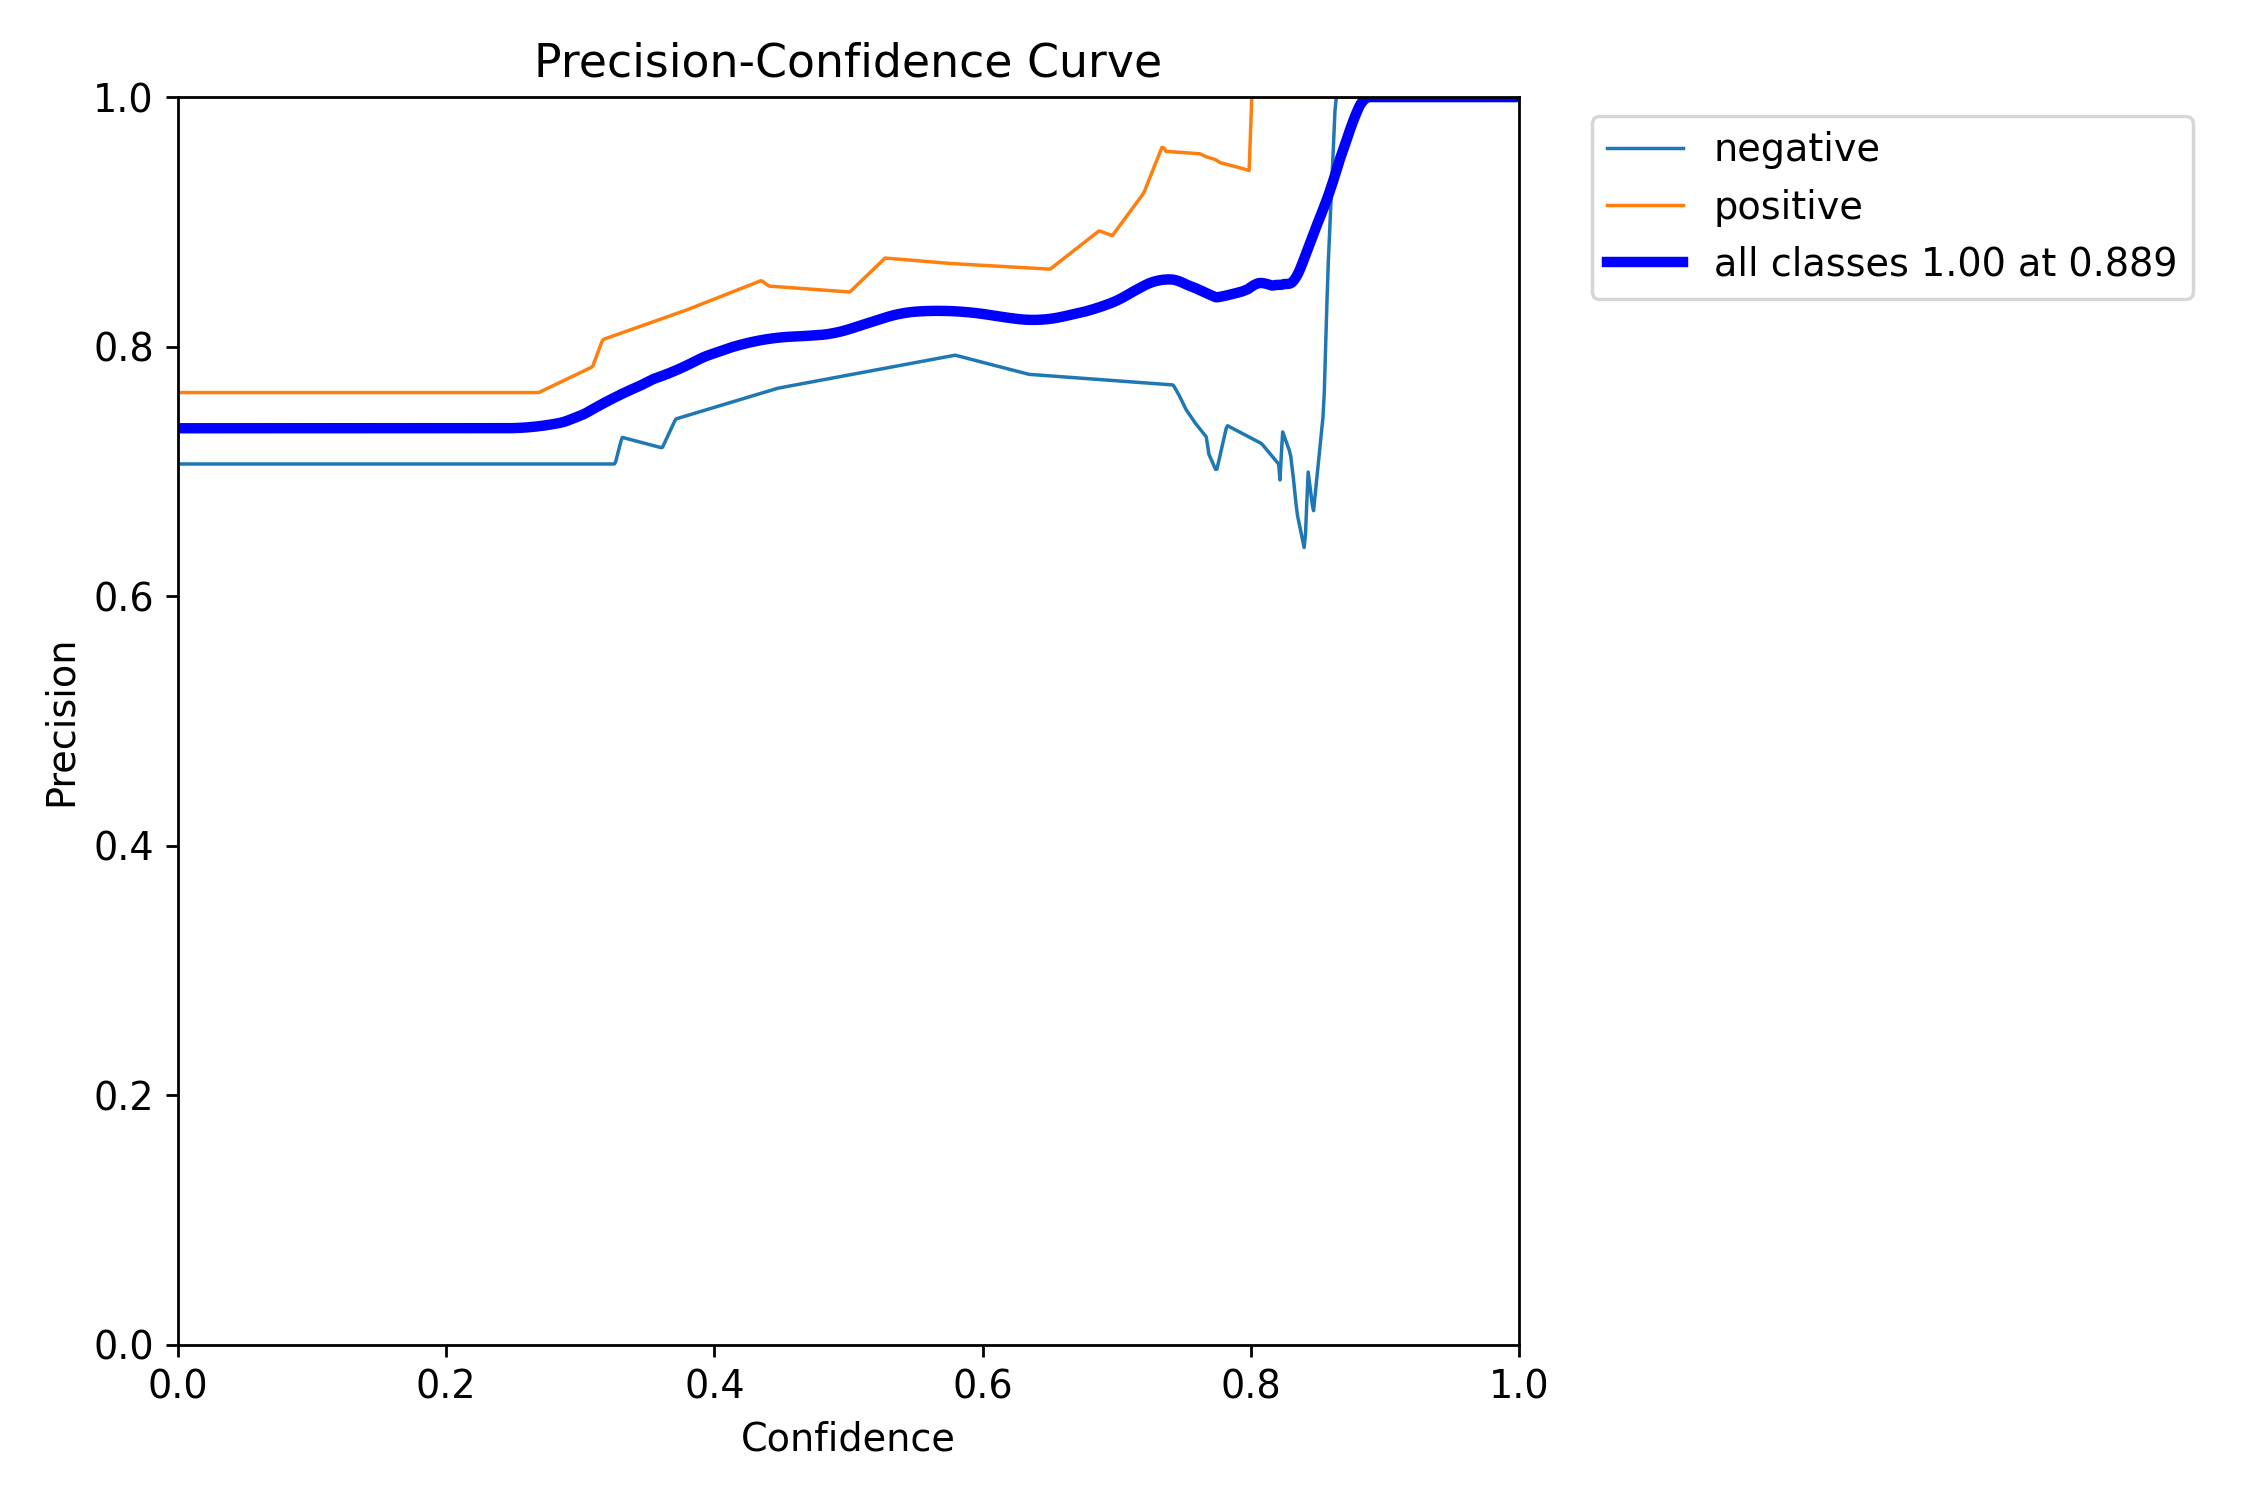 Precision-Confidence Curve
1.0
0.8
0.6
0.4
0.2
0.0
Precision
0.0 0.2 0.4 0.6 0.8 1.0
Confidence
negative
positive
all classes 1.00 at 0.889